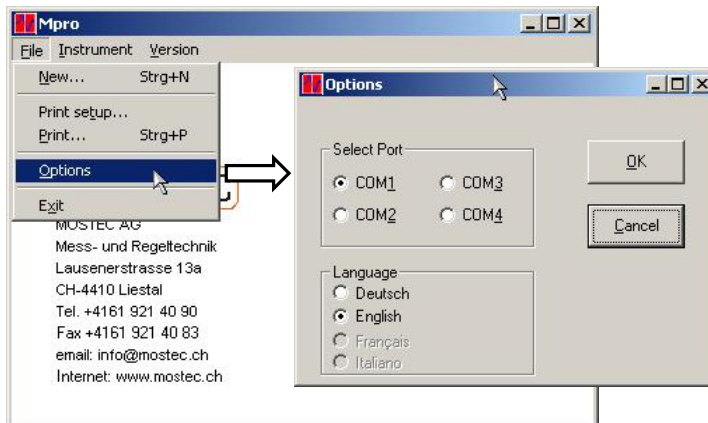 Mpro
File Instrument Version
New... Strg+N
Print setup...
Print... Strg+P
Options
Exit
MOSTEC AG
Mess- und Regeltechnik
Lausenerstrasse 13a
CH-4410 Liestal
Tel. +4161 921 40 90
Fax +4161 921 40 83
email: info@mostec.ch
Internet: www.mostec.ch
Options
Select Port
COM1 COM3
COM2 COM4
OK
Cancel
Language
Deutsch
English
Français
Italiano